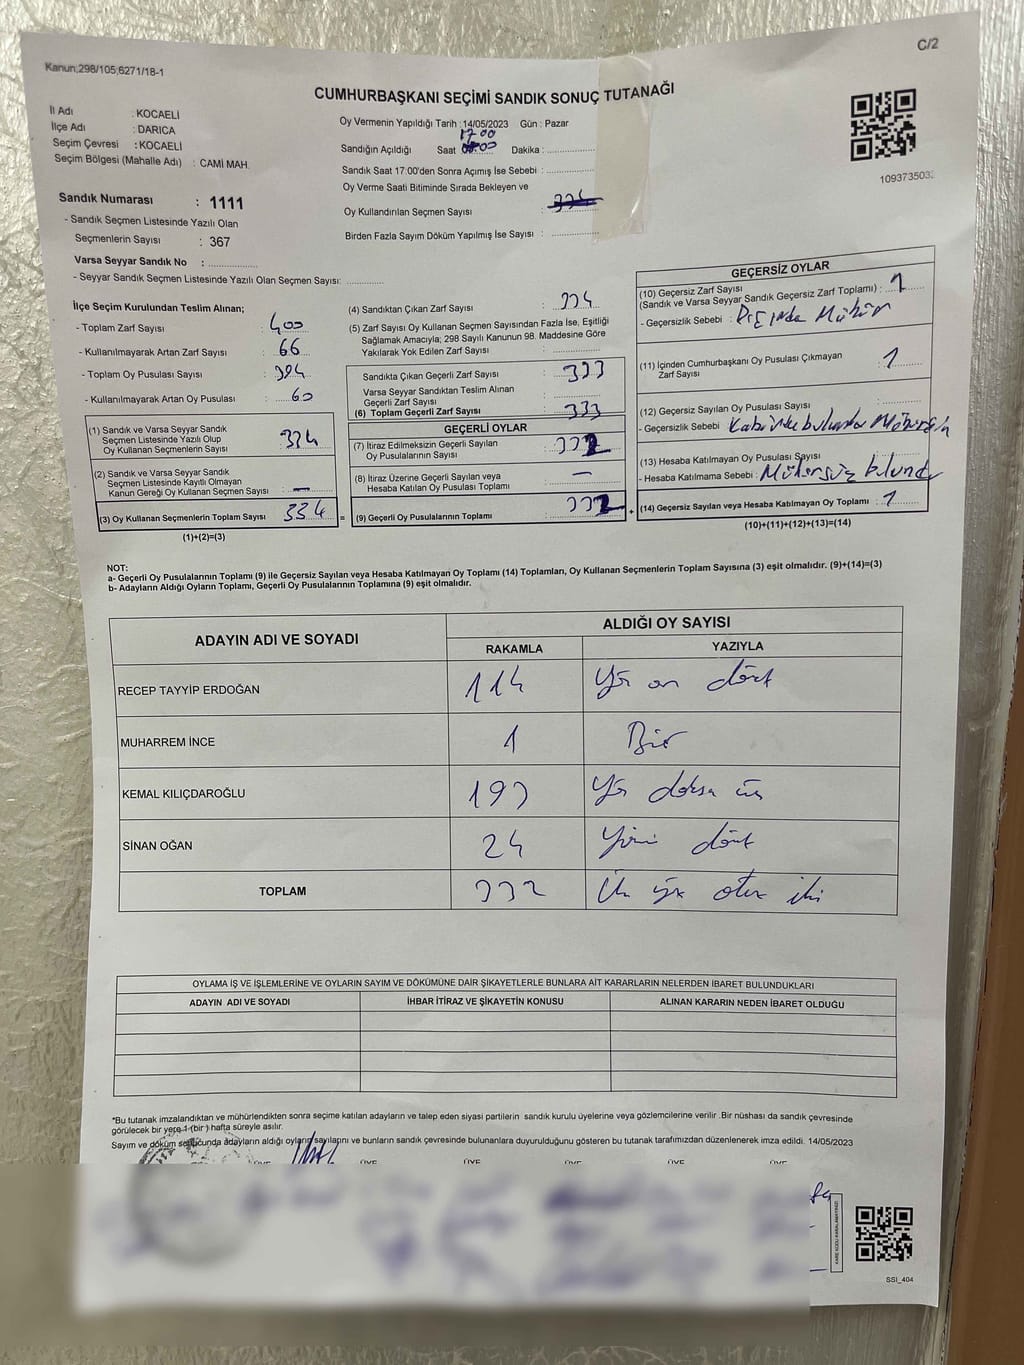 C/2
Kanun;298/105;6271/18-1
CUMHURBAŞKANI SEÇİMİ SANDIK SONUÇ TUTANAĞI
İl Adı : KOCAELİ
İlçe Adı : DARICA
Seçim Çevresi : KOCAELİ
Seçim Bölgesi (Mahalle Adı) : CAMİ MAH.
Sandık Numarası : 1111
- Sandık Seçmen Listesinde Yazılı Olan
Seçmenlerin Sayısı : 367
Varsa Seyyar Sandık No :
- Seyyar Sandık Seçmen Listesinde Yazılı Olan Seçmen Sayısı:
Oy Vermenin Yapıldığı Tarih : 14/05/2023 Gün : Pazar
17 00
Sandığın Açıldığı Saat Dakika :
Sandık Saat 17:00'den Sonra Açımış İse Sebebi :
Oy Verme Saati Bitiminde Sırada Bekleyen ve
Oy Kullandırılan Seçmen Sayısı :
Birden Fazla Sayım Döküm Yapılmış İse Sayısı :
109373503
İlçe Seçim Kurulundan Teslim Alınan;
- Toplam Zarf Sayısı : 400
- Kullanılmayarak Artan Zarf Sayısı : 66
- Toplam Oy Pusulası Sayısı : 394
- Kullanılmayarak Artan Oy Pusulası : 60
(1) Sandık ve Varsa Seyyar Sandık
Seçmen Listesinde Yazılı Olup
Oy Kullanan Seçmenlerin Sayısı : 334
(2) Sandık ve Varsa Seyyar Sandık
Seçmen Listesinde Kayıtlı Olmayan
Kanun Gereği Oy Kullanan Seçmen Sayısı : —
(3) Oy Kullanan Seçmenlerin Toplam Sayısı : 334 =
(1)+(2)=(3)
(4) Sandıktan Çıkan Zarf Sayısı : 334
(5) Zarf Sayısı Oy Kullanan Seçmen Sayısından Fazla İse, Eşitliği
Sağlamak Amacıyla; 298 Sayılı Kanunun 98. Maddesine Göre
Yakılarak Yok Edilen Zarf Sayısı :
Sandıkta Çıkan Geçerli Zarf Sayısı : 333
Varsa Seyyar Sandıktan Teslim Alınan
Geçerli Zarf Sayısı :
(6) Toplam Geçerli Zarf Sayısı : 333
GEÇERLİ OYLAR
(7) İtiraz Edilmeksizin Geçerli Sayılan
Oy Pusulalarının Sayısı : 332
(8) İtiraz Üzerine Geçerli Sayılan veya
Hesaba Katılan Oy Pusulası Toplamı : —
(9) Geçerli Oy Pusulalarının Toplamı : 332 +
GEÇERSİZ OYLAR
(10) Geçersiz Zarf Sayısı
(Sandık ve Varsa Seyyar Sandık Geçersiz Zarf Toplamı) : 1
- Geçersizlik Sebebi : Dışında Mühür
(11) İçinden Cumhurbaşkanı Oy Pusulası Çıkmayan
Zarf Sayısı : 1
(12) Geçersiz Sayılan Oy Pusulası Sayısı :
- Geçersizlik Sebebi
(13) Hesaba Katılmayan Oy Pusulası Sayısı :
- Hesaba Katılmama Sebebi : Mühürsüz
(14) Geçersiz Sayılan veya Hesaba Katılmayan Oy Toplamı : 1
(10)+(11)+(12)+(13)=(14)
NOT:
a- Geçerli Oy Pusulalarının Toplamı (9) ile Geçersiz Sayılan veya Hesaba Katılmayan Oy Toplamı (14) Toplamları, Oy Kullanan Seçmenlerin Toplam Sayısına (3) eşit olmalıdır. (9)+(14)=(3)
b- Adayların Aldığı Oyların Toplamı, Geçerli Oy Pusulalarının Toplamına (9) eşit olmalıdır.
ADAYIN ADI VE SOYADI
ALDIĞI OY SAYISI
RAKAMLA YAZIYLA
RECEP TAYYİP ERDOĞAN 114 Yüz on dört
MUHARREM İNCE 1 Bir
KEMAL KILIÇDAROĞLU 193 Yüz doksan üç
SİNAN OĞAN 24 Yirmi dört
TOPLAM 332 Üç yüz otuz iki
OYLAMA İŞ VE İŞLEMLERİNE VE OYLARIN SAYIM VE DÖKÜMÜNE DAİR ŞİKAYETLERLE BUNLARA AİT KARARLARIN NELERDEN İBARET BULUNDUKLARI
ADAYIN ADI VE SOYADI İHBAR İTİRAZ VE ŞİKAYETİN KONUSU ALINAN KARARIN NEDEN İBARET OLDUĞU
*Bu tutanak imzalandıktan ve mühürlendikten sonra seçime katılan adayların ve talep eden siyasi partilerin sandık kurulu üyelerine veya gözlemcilerine verilir .Bir nüshası da sandık çevresinde
görülecek bir yere 1 (bir ) hafta süreyle asılır.
Sayım ve döküm sonucunda adayların aldığı oyların sayılarını ve bunların sandık çevresinde bulunanlara duyurulduğunu gösteren bu tutanak tarafımızdan düzenlenerek imza edildi. 14/05/2023
ÜYE ÜYE ÜYE ÜYE ÜYE ÜYE
KARE KODU KARALAMAYINIZ!
SSI_404